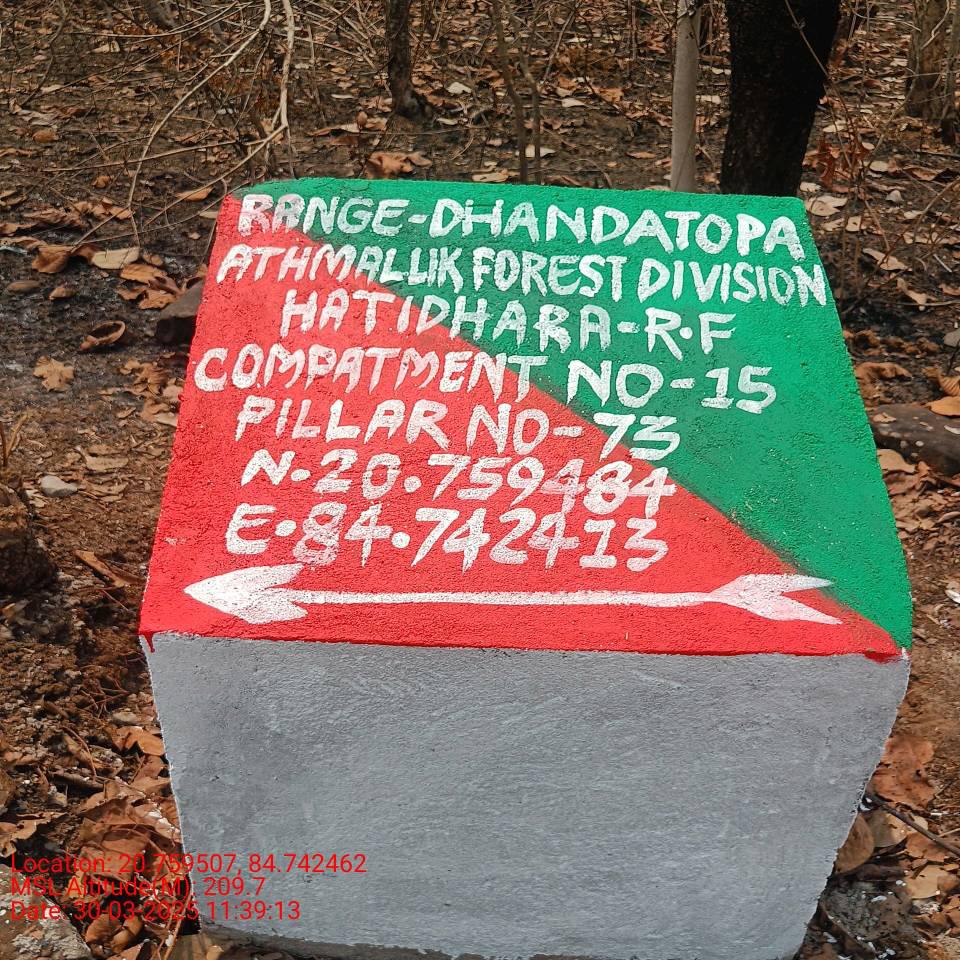 RANGE-DHANDATOPA
ATHMALLIK FOREST DIVISION
HATIDHARA-R.F
COMPATMENT NO-15
PILLAR NO-73
N.20.759484
E.84.742413
Location: 20.759507, 84.742462
MSL Altitude(M): 209.7
Date: 30-03-2025 11:39:13